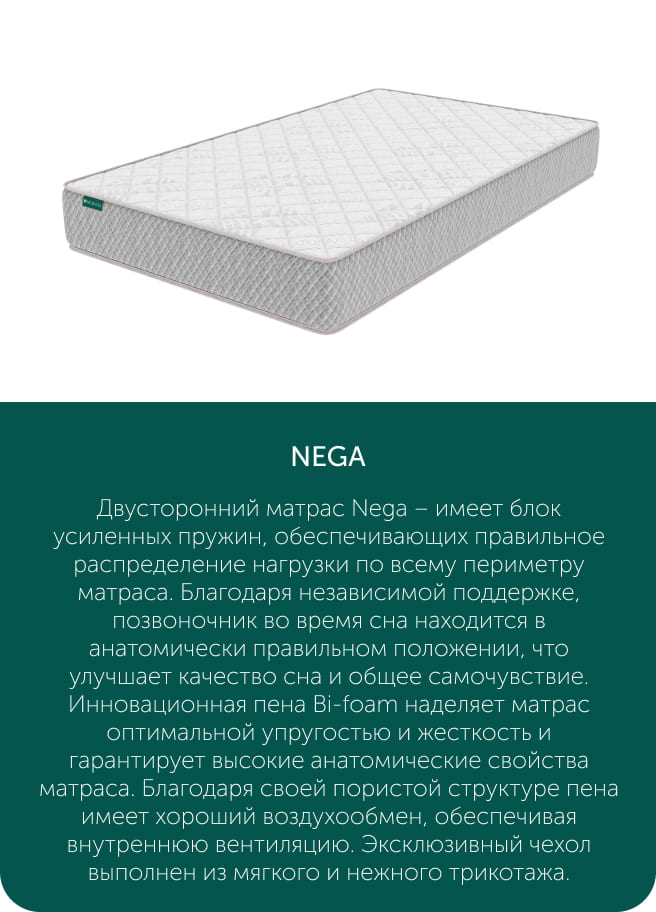 NEGA
Двусторонний матрас Nega – имеет блок
усиленных пружин, обеспечивающих правильное
распределение нагрузки по всему периметру
матраса. Благодаря независимой поддержке,
позвоночник во время сна находится в
анатомически правильном положении, что
улучшает качество сна и общее самочувствие.
Инновационная пена Bi-foam наделяет матрас
оптимальной упругостью и жесткость и
гарантирует высокие анатомические свойства
матраса. Благодаря своей пористой структуре пена
имеет хороший воздухообмен, обеспечивая
внутреннюю вентиляцию. Эксклюзивный чехол
выполнен из мягкого и нежного трикотажа.